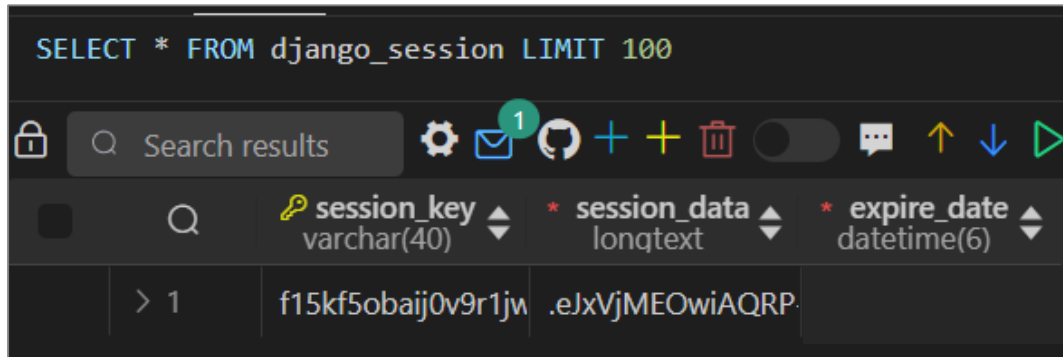 SELECT * FROM django_session LIMIT 100
1
Search results
* session_key * session_data * expire_date
varchar(40) longtext datetime(6)
> 1 f15kf5obaij0v9r1jw .eJxVjMEOwiAQRP-